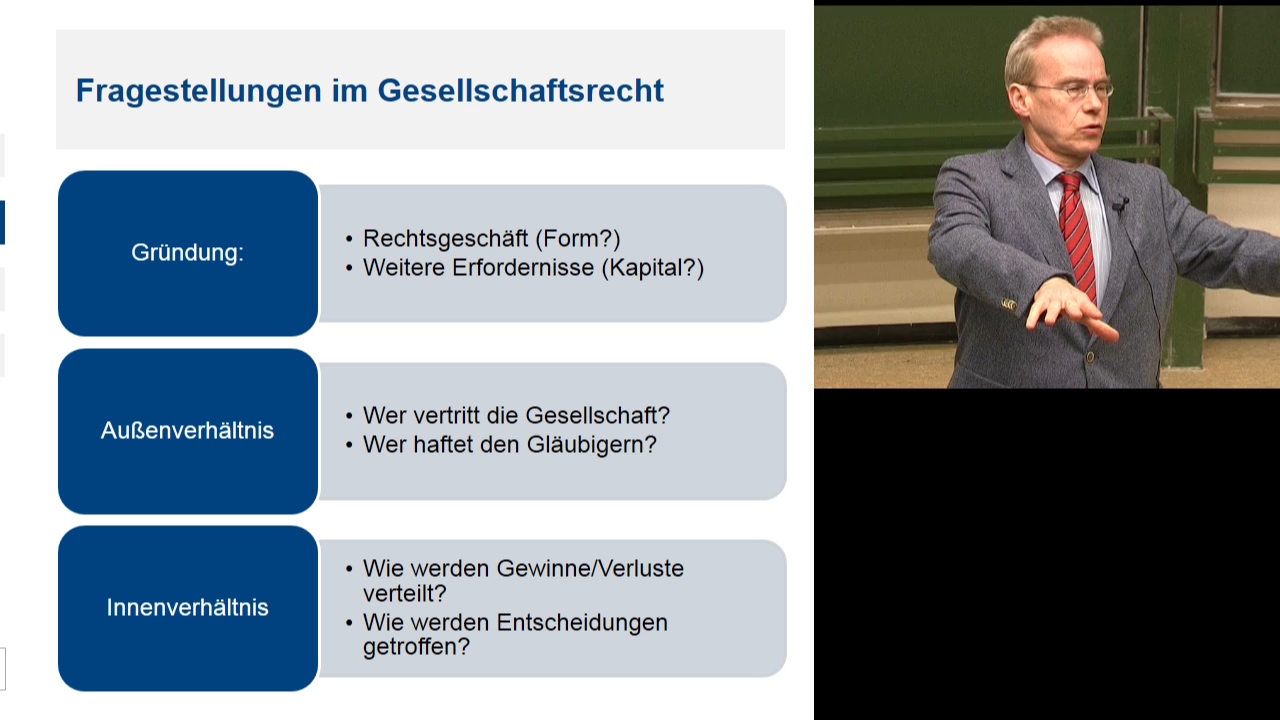 Fragestellungen im Gesellschaftsrecht
Gründung:
• Rechtsgeschäft (Form?)
• Weitere Erfordernisse (Kapital?)
Außenverhältnis
• Wer vertritt die Gesellschaft?
• Wer haftet den Gläubigern?
Innenverhältnis
• Wie werden Gewinne/Verluste
verteilt?
• Wie werden Entscheidungen
getroffen?